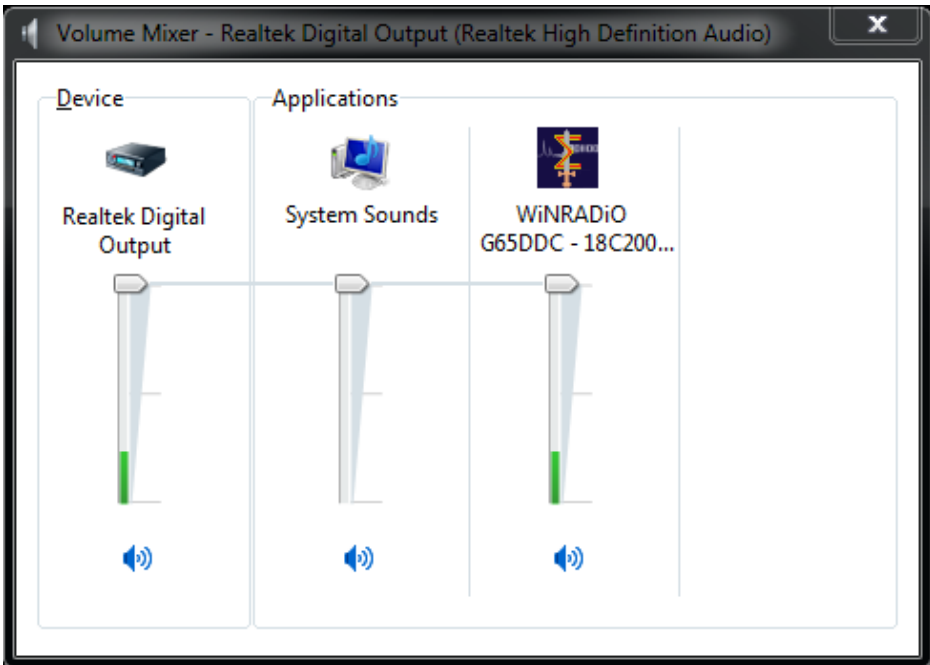 Volume Mixer - Realtek Digital Output (Realtek High Definition Audio)
Device
Applications
Realtek Digital
Output
System Sounds
WiNRADiO
G65DDC - 18C200...